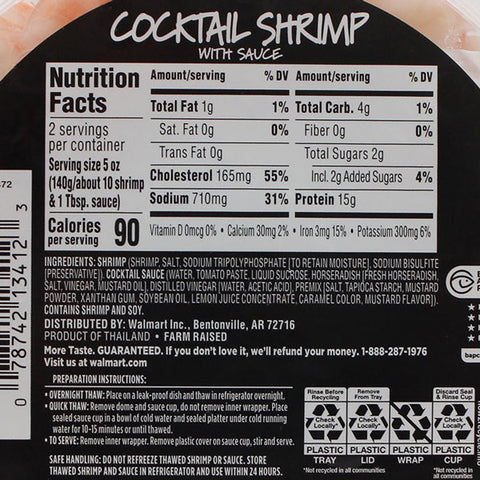 COCKTAIL SHRIMP
WITH SAUCE
Nutrition
Facts
2 servings
per container
Serving size 5 oz
(140g/about 10 shrimp
& 1 Tbsp. sauce)
Calories
per serving 90
Amount/serving % DV
Total Fat 1g 1%
Sat. Fat 0g 0%
Trans Fat 0g
Cholesterol 165mg 55%
Sodium 710mg 31%
Amount/serving % DV
Total Carb. 4g 1%
Fiber 0g 0%
Total Sugars 2g
Incl. 2g Added Sugars 4%
Protein 15g
Vitamin D 0mcg 0% • Calcium 30mg 2% • Iron 3mg 15% • Potassium 300mg 6%
INGREDIENTS: SHRIMP (SHRIMP, SALT, SODIUM TRIPOLYPHOSPHATE [TO RETAIN MOISTURE], SODIUM BISULFITE
[PRESERVATIVE]). COCKTAIL SAUCE (WATER, TOMATO PASTE, LIQUID SUCROSE, HORSERADISH [FRESH HORSERADISH,
SALT, VINEGAR, MUSTARD OIL], DISTILLED VINEGAR [WATER, ACETIC ACID], PREMIX [SALT, TAPIOCA STARCH, MUSTARD
POWDER, XANTHAN GUM, SOYBEAN OIL, LEMON JUICE CONCENTRATE, CARAMEL COLOR, MUSTARD FLAVOR]).
CONTAINS SHRIMP AND SOY.
DISTRIBUTED BY: Walmart Inc., Bentonville, AR 72716
PRODUCT OF THAILAND • FARM RAISED
More Taste. GUARANTEED. If you don't love it, we'll refund your money. 1-888-287-1976
Visit us at walmart.com
PREPARATION INSTRUCTIONS:
• OVERNIGHT THAW: Place on a leak-proof dish and thaw in refrigerator overnight.
• QUICK THAW: Remove dome and sauce cup, do not remove inner wrapper. Place
sealed sauce cup in a bowl of cold water and sealed platter under cold running
water for 10-15 minutes or until thawed.
• TO SERVE: Remove inner wrapper. Remove plastic cover on sauce cup, stir and serve.
SAFE HANDLING: DO NOT REFREEZE THAWED SHRIMP OR SAUCE. STORE
THAWED SHRIMP AND SAUCE IN REFRIGERATOR AND USE WITHIN 24 HOURS.
Rinse Before
Recycling
Check
Locally*
PLASTIC
TRAY
Remove
From Tray
Check
Locally*
PLASTIC
LID
PLASTIC
WRAP
Discard Seal
& Rinse Cup
Check
Locally*
PLASTIC
CUP
*Not recycled in all communities
*Not recycled in
all communities
72
0 78742 13412 3
bapc